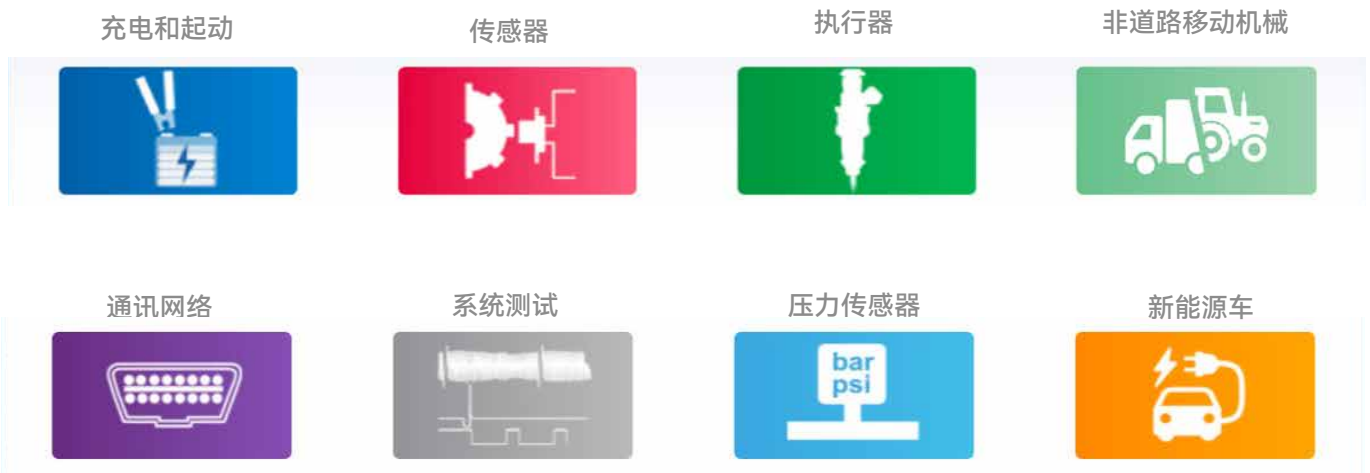 充电和起动
传感器
执行器
非道路移动机械
通讯网络
系统测试
压力传感器
新能源车
bar
psi